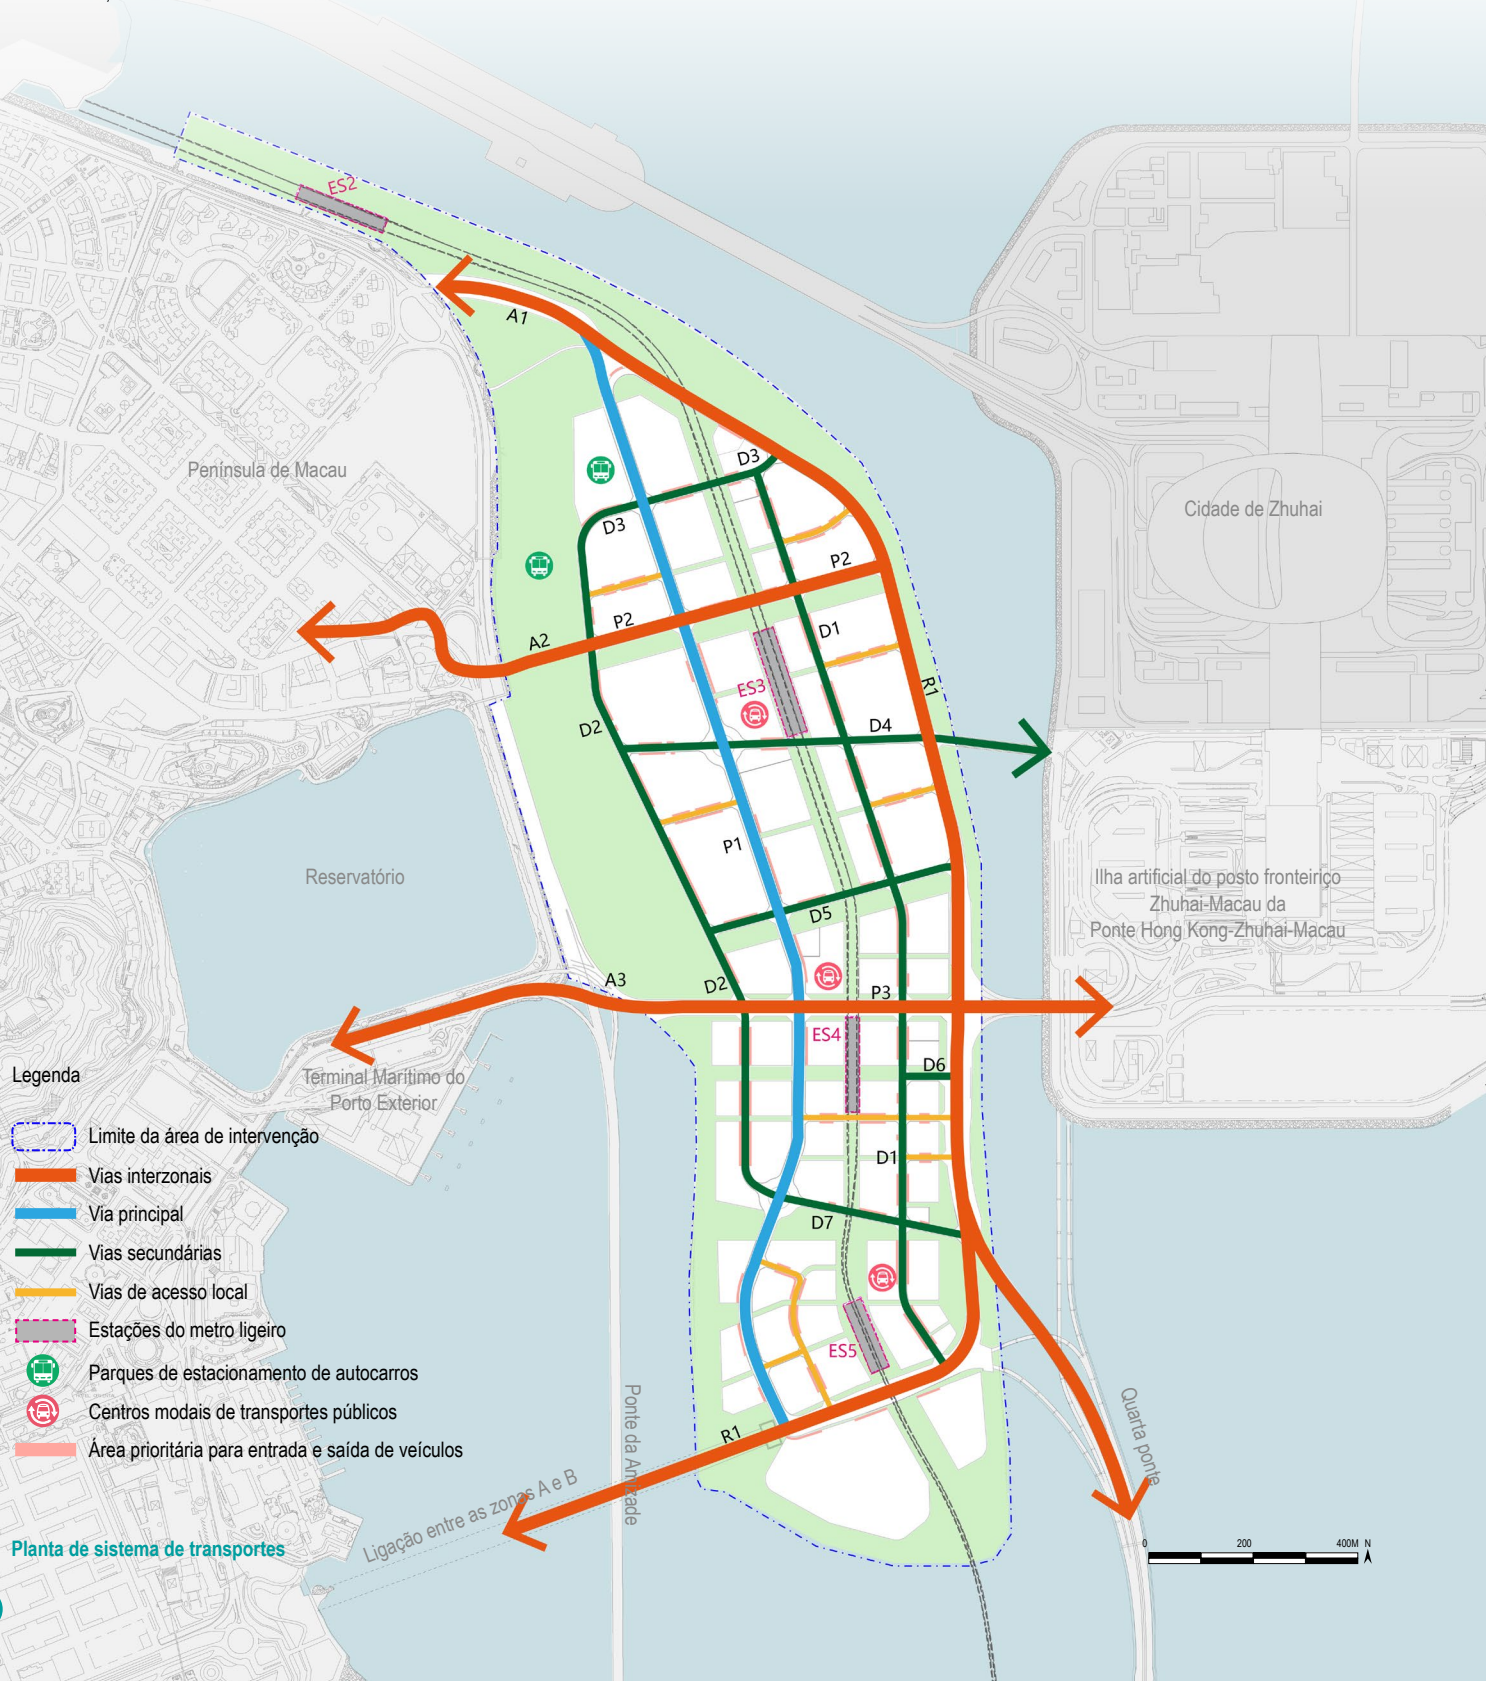 ES2
A1
Península de Macau
D3
Cidade de Zhuhai
D3
P2
P2
D1
A2
ES3
R1
D2
D4
P1
Reservatório
Ilha artificial do posto fronteiriço
Zhuhai-Macau da
Ponte Hong Kong-Zhuhai-Macau
D5
A3
D2
P3
ES4
D6
Terminal Marítimo do
Porto Exterior
D1
D7
ES5
R1
Ponte da Amizade
Quarta ponte
Ligação entre as zonas A e B
Legenda
Limite da área de intervenção
Vias interzonais
Via principal
Vias secundárias
Vias de acesso local
Estações do metro ligeiro
Parques de estacionamento de autocarros
Centros modais de transportes públicos
Área prioritária para entrada e saída de veículos
Planta de sistema de transportes
0 200 400M N